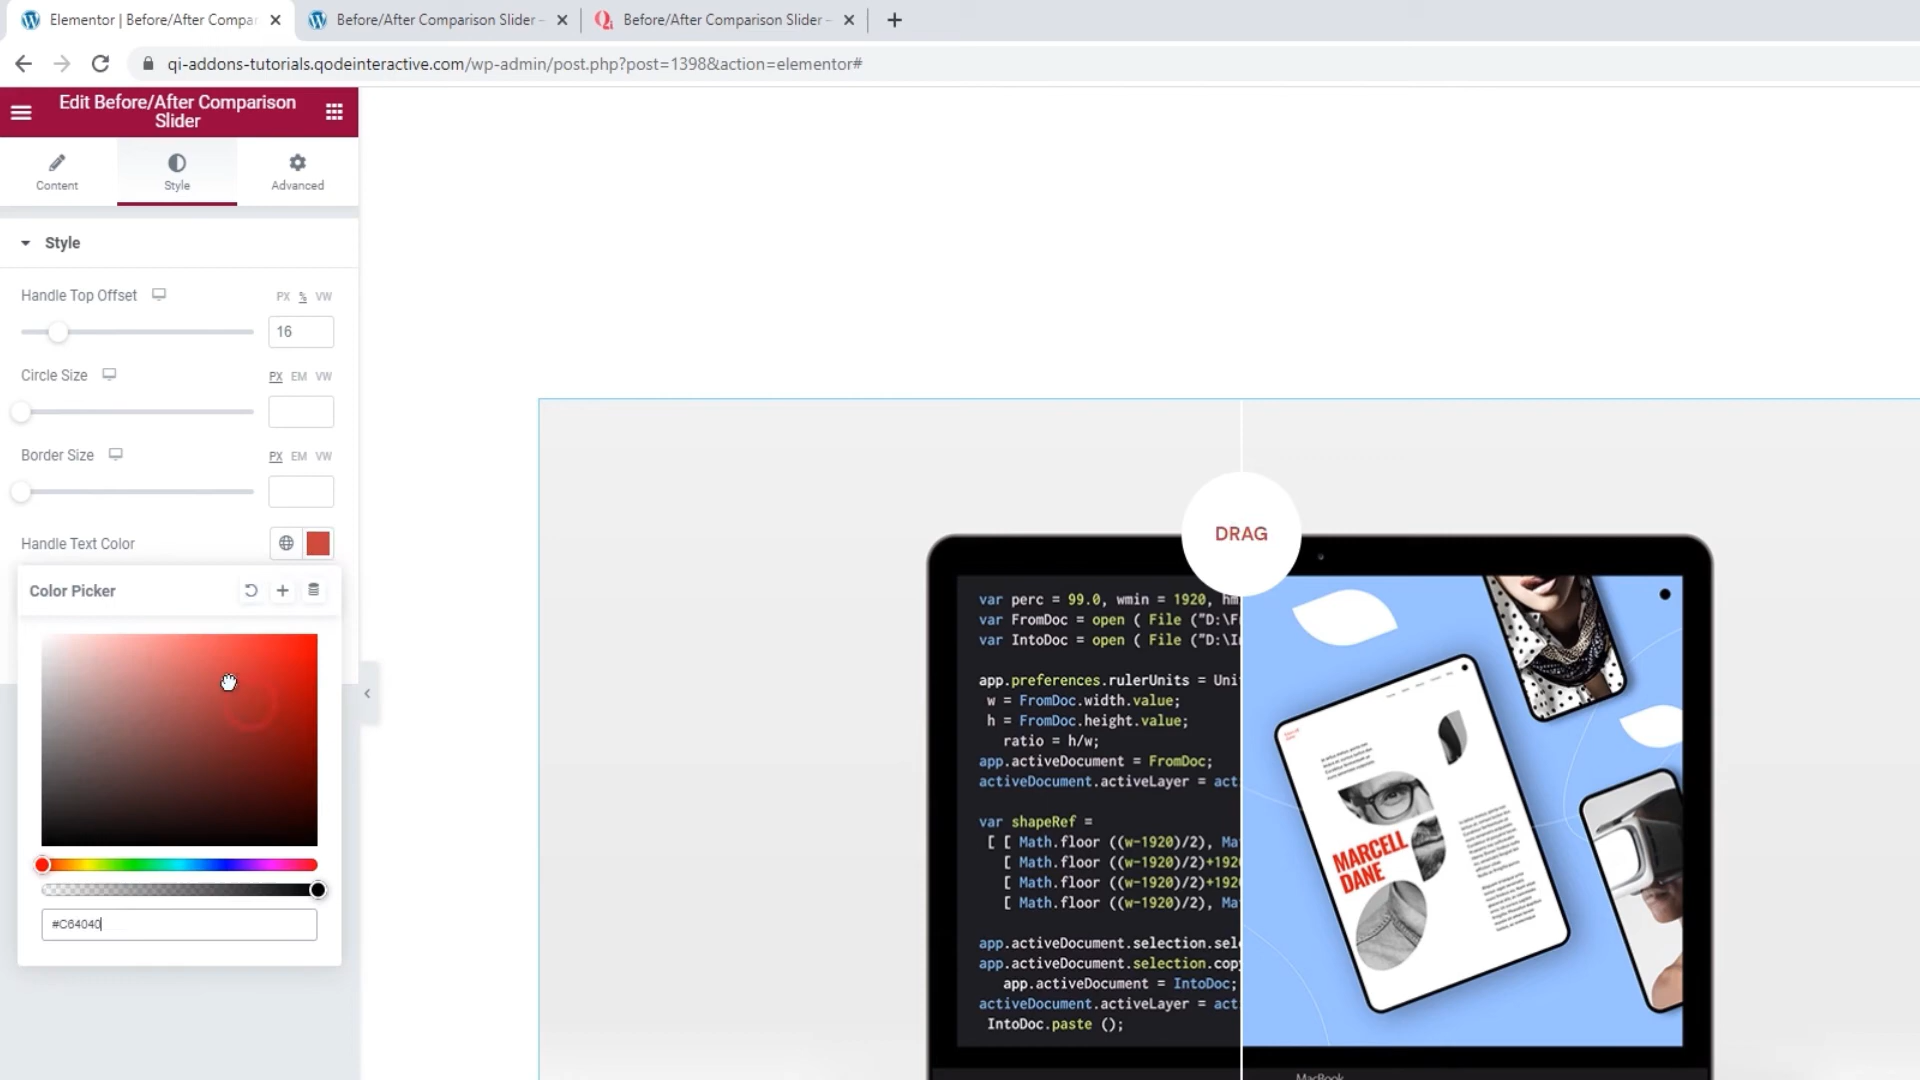 Elementor | Before/After Compar
Before/After Comparison Slider –
Before/After Comparison Slider –
qi-addons-tutorials.qodeinteractive.com/wp-admin/post.php?post=1398&action=elementor#
Edit Before/After Comparison
Slider
Content
Style
Advanced
Style
Handle Top Offset
PX % VW
16
Circle Size
PX EM VW
Border Size
PX EM VW
Handle Text Color
Color Picker
#C64040
DRAG
var perc = 99.0, wmin = 1920, hm
var FromDoc = open ( File ("D:\F
var IntoDoc = open ( File ("D:\I
app.preferences.rulerUnits = Uni
w = FromDoc.width.value;
h = FromDoc.height.value;
ratio = h/w;
app.activeDocument = FromDoc;
activeDocument.activeLayer = act
var shapeRef =
[ [ Math.floor ((w-1920)/2), Ma
[ Math.floor ((w-1920)/2)+1920
[ Math.floor ((w-1920)/2)+1920
[ Math.floor ((w-1920)/2), Ma
app.activeDocument.selection.sele
app.activeDocument.selection.copy
app.activeDocument = IntoDoc;
activeDocument.activeLayer = act
IntoDoc.paste ();
MARCELL
DANE
MacBook